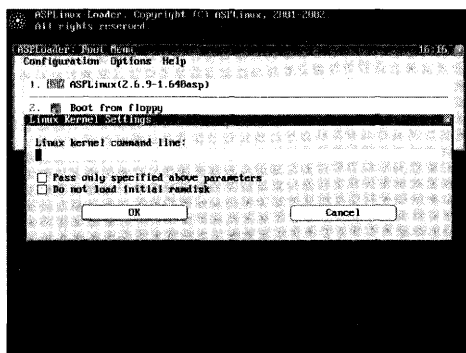 ASPLinux Loader. Copyright (C) ASPLinux, 2001-2002.
All rights reserved.
ASPLoader: Boot Menu 16:15
Configuration Options Help
1. ASPLinux(2.6.9-1.648asp)
2. Boot from floppy
Linux Kernel Settings
Linux kernel command line:
Pass only specified above parameters
Do not load initial ramdisk
OK Cancel